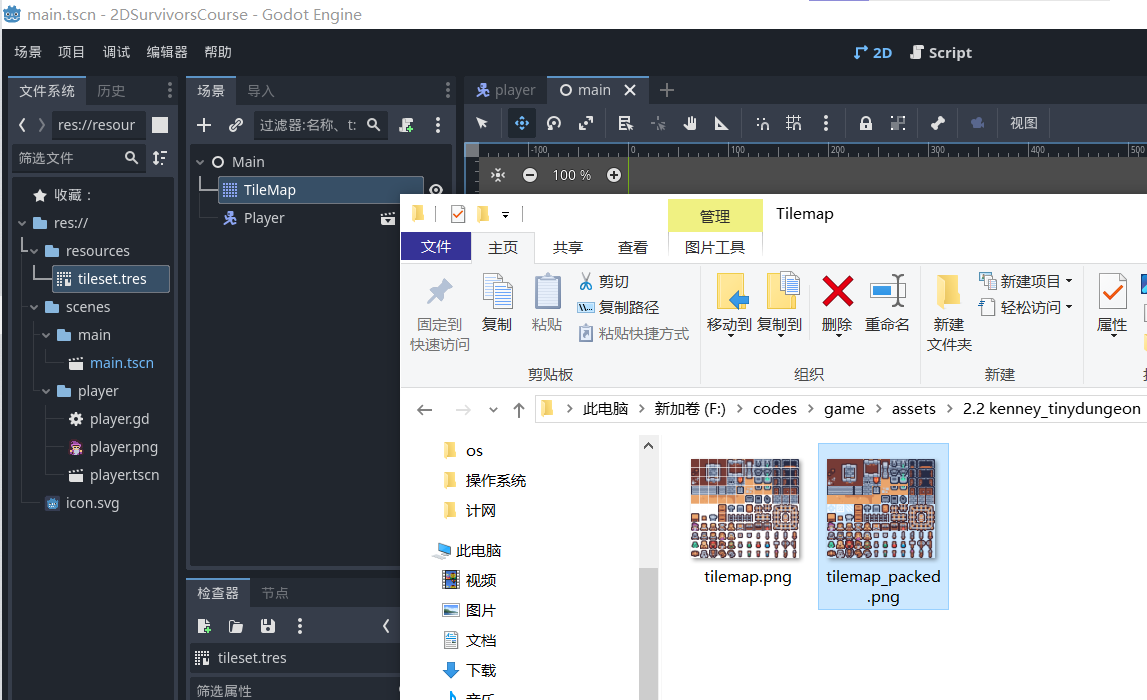 main.tscn - 2DSurvivorsCourse - Godot Engine
场景 项目 调试 编辑器 帮助
2D Script
文件系统 历史
res://resour
筛选文件
收藏：
res://
resources
tileset.tres
scenes
main
main.tscn
player
player.gd
player.png
player.tscn
icon.svg
场景 导入
过滤器:名称、t:
Main
TileMap
Player
检查器 节点
tileset.tres
筛选属性
player main
视图
-100 0 100 200 300 400 500
100 %
管理 Tilemap
文件 主页 共享 查看 图片工具
固定到
快速访问
复制
粘贴
剪切
复制路径
粘贴快捷方式
剪贴板
移动到 复制到 删除 重命名
组织
新建
文件夹
新建项目
轻松访问
新建
属性
此电脑 新加卷 (F:) codes game assets 2.2 kenney_tinydungeon
os
操作系统
计网
此电脑
视频
图片
文档
下载
音乐
tilemap.png
tilemap_packed
.png